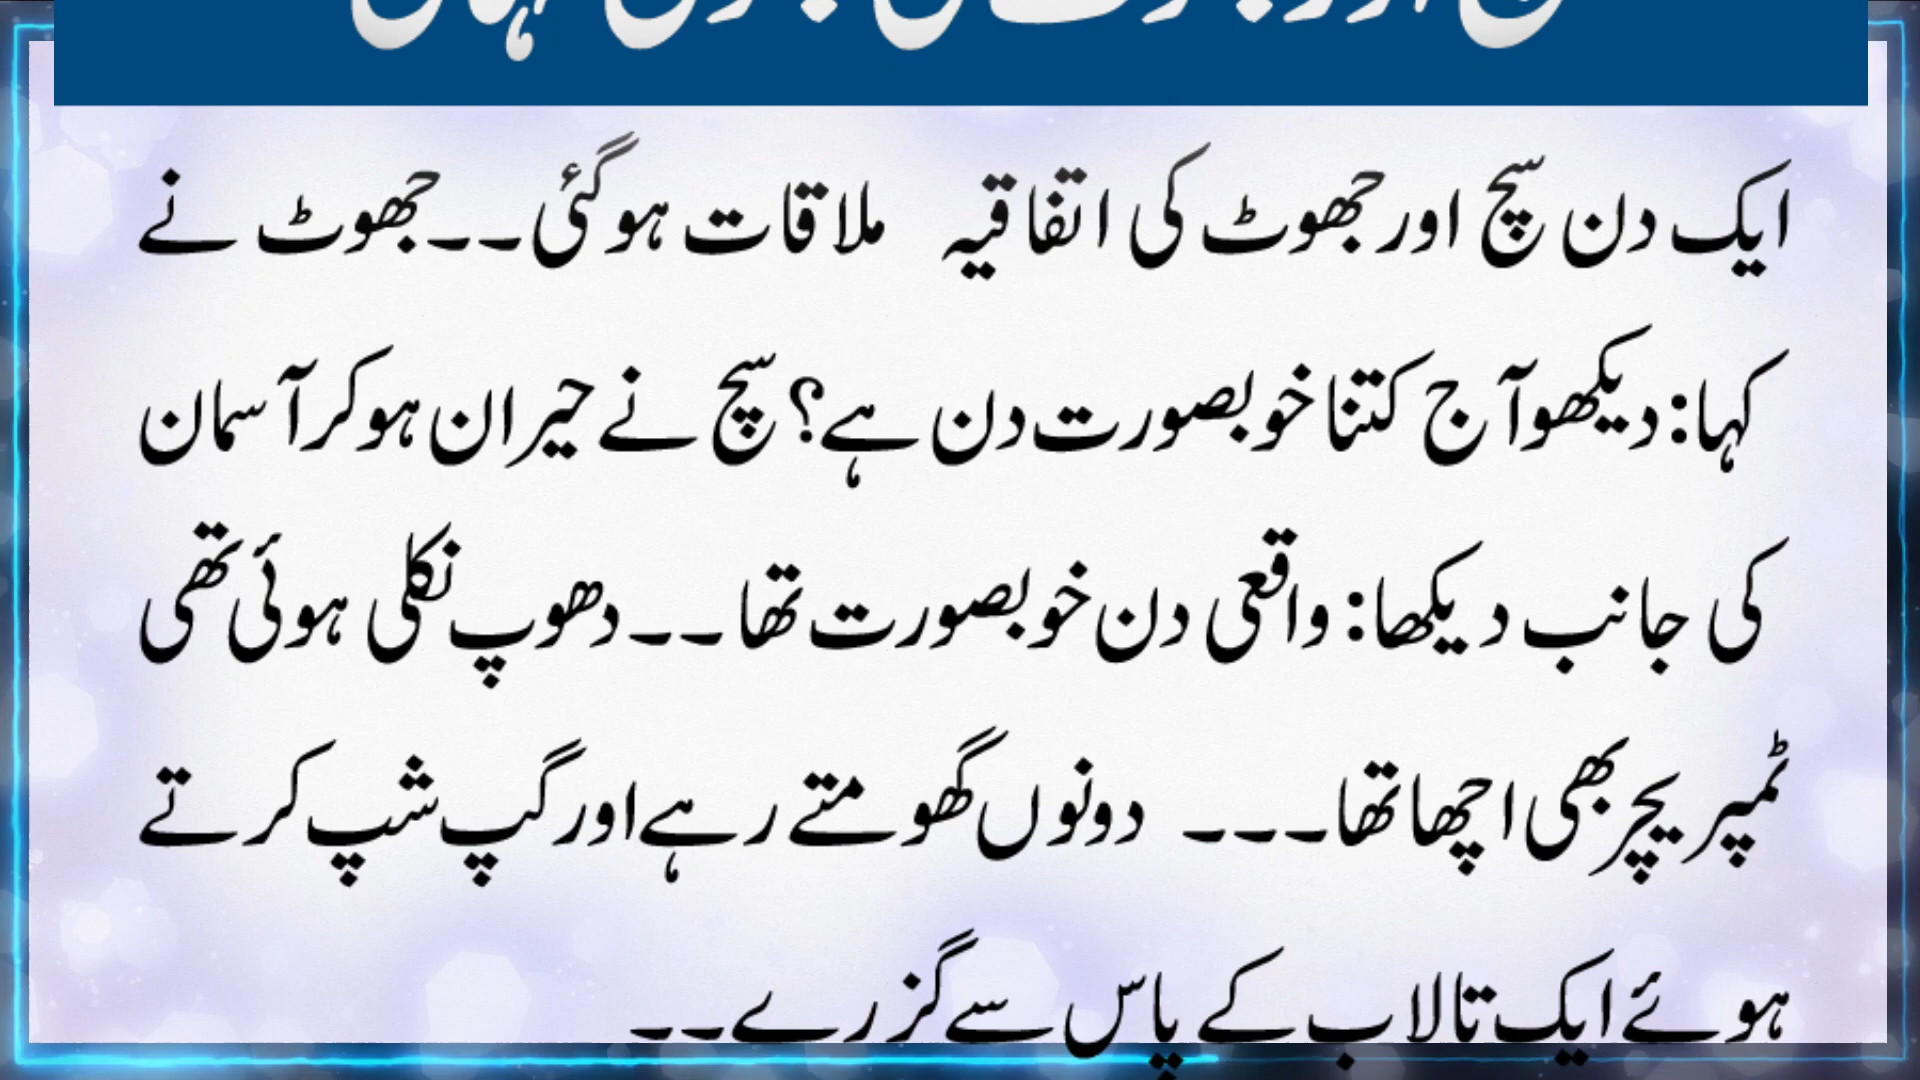 ایک دن سچ اور جھوٹ کی اتفاقیہ ملاقات ہوگئی۔۔جھوٹ نے
کہا: دیکھو آج کتنا خوبصورت دن ہے؟ سچ نے حیران ہوکر آسمان
کی جانب دیکھا: واقعی دن خوبصورت تھا۔۔دھوپ نکلی ہوئی تھی
ٹمپریچر بھی اچھا تھا۔۔۔ دونوں گھومتے رہے اور گپ شپ کرتے
ہوئے ایک تالاب کے پاس سے گزرے۔۔